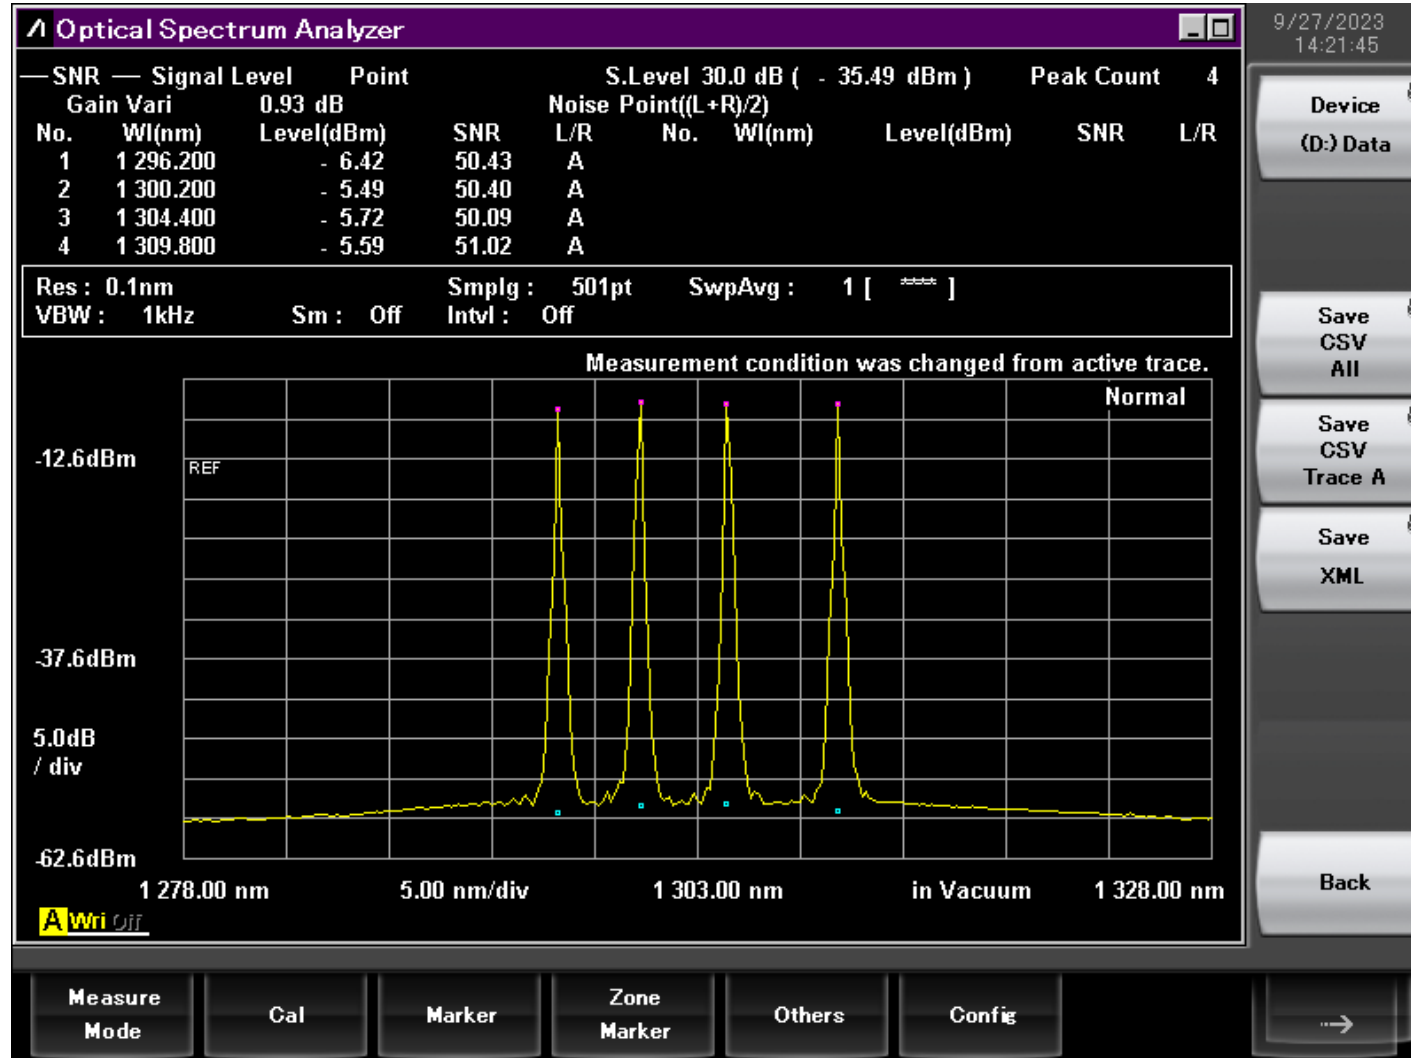 Optical Spectrum Analyzer
9/27/2023
14:21:45
SNR Signal Level Point S.Level 30.0 dB ( - 35.49 dBm ) Peak Count 4
Gain Vari 0.93 dB Noise Point((L+R)/2)
No. Wl(nm) Level(dBm) SNR L/R No. Wl(nm) Level(dBm) SNR L/R
1 1 296.200 - 6.42 50.43 A
2 1 300.200 - 5.49 50.40 A
3 1 304.400 - 5.72 50.09 A
4 1 309.800 - 5.59 51.02 A
Res : 0.1nm Smplg : 501pt SwpAvg : 1 [ **** ]
VBW : 1kHz Sm : Off Intvl : Off
Measurement condition was changed from active trace.
Normal
-12.6dBm
REF
-37.6dBm
5.0dB
/ div
-62.6dBm
1 278.00 nm 5.00 nm/div 1 303.00 nm in Vacuum 1 328.00 nm
A Wri Off
Device
(D:) Data
Save
CSV
All
Save
CSV
Trace A
Save
XML
Back
Measure
Mode
Cal
Marker
Zone
Marker
Others
Config